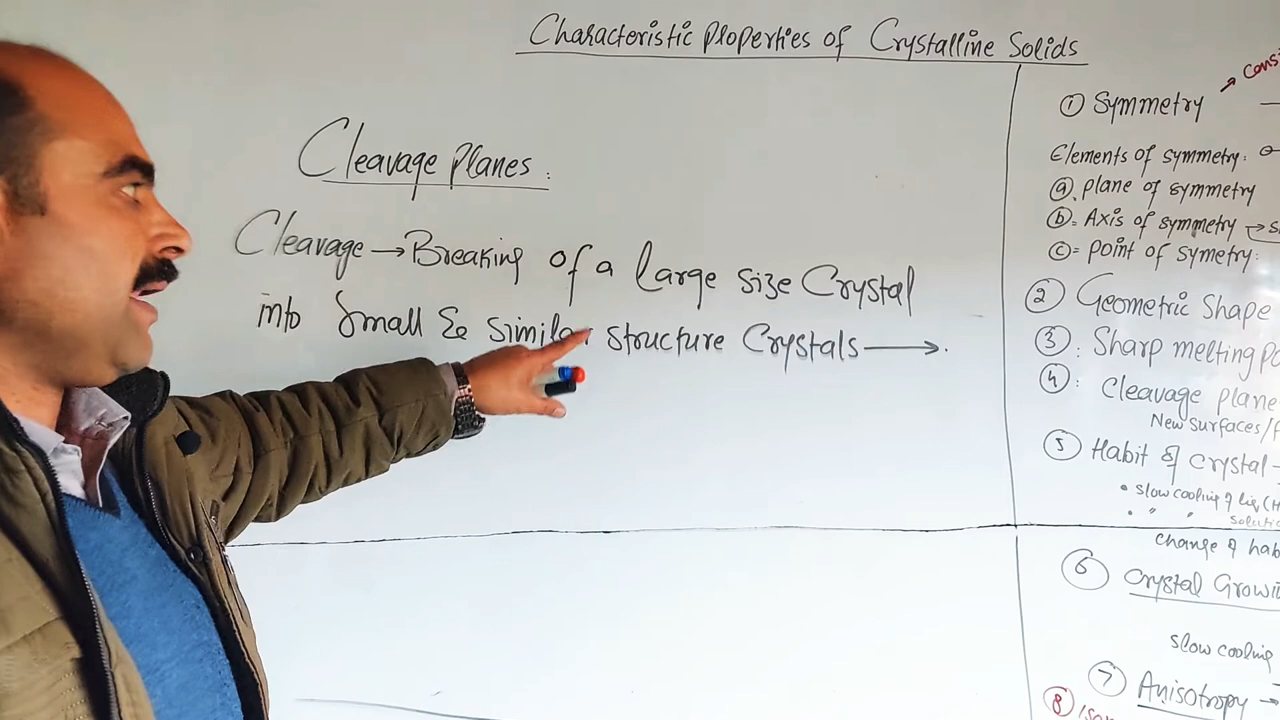 Characteristic Properties of Crystalline Solids
Cleavage Planes:
Cleavage → Breaking of a large size Crystal
into Small & similar structure Crystals ⟶.
① Symmetry
Elements of symmetry:
ⓐ. plane of symmetry
ⓑ= Axis of symmetry →
ⓒ= point of symetry:
② Geometric Shape
③: Sharp melting
④: Cleavage plane
New surfaces/
⑤ Habit of Crystal -
• slow cooling of liq (H
• " "
change of
⑥ Crystal
slow cooling
⑦ Anisotropy →
⑧